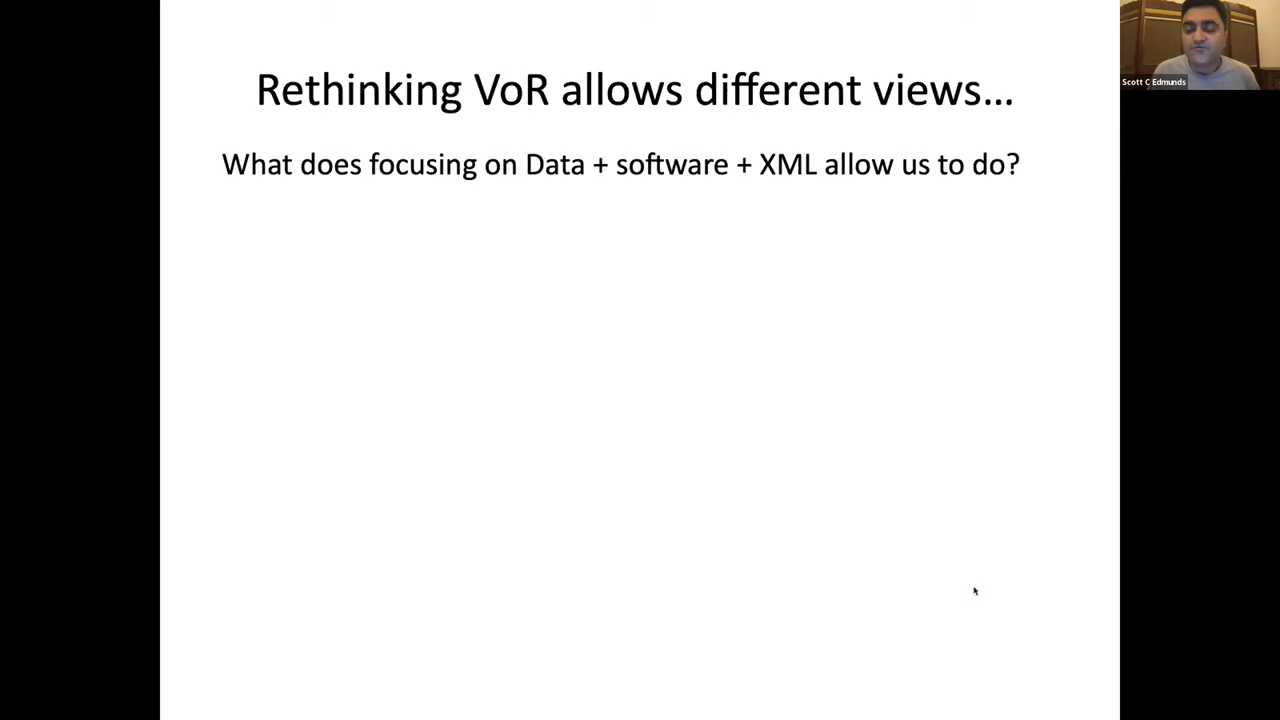 Rethinking VoR allows different views…
What does focusing on Data + software + XML allow us to do?
Scott C Edmunds